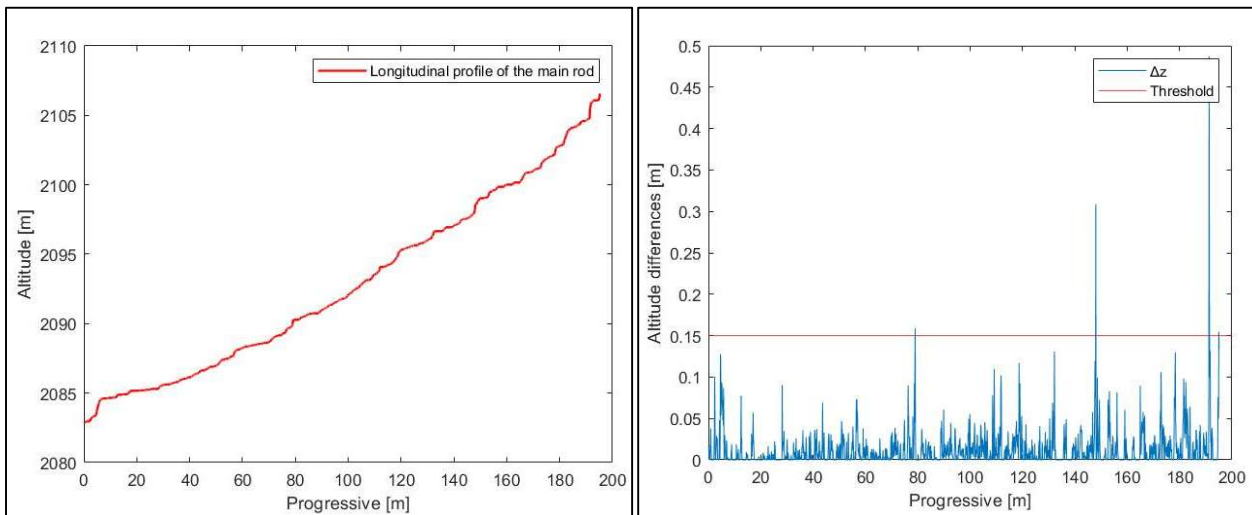 2110
2105
2100
2095
2090
2085
2080
Altitude [m]
0 20 40 60 80 100 120 140 160 180 200
Progressive [m]
Longitudinal profile of the main rod
0.5
0.45
0.4
0.35
0.3
0.25
0.2
0.15
0.1
0.05
0
Altitude differences [m]
0 20 40 60 80 100 120 140 160 180 200
Progressive [m]
Δz
Threshold